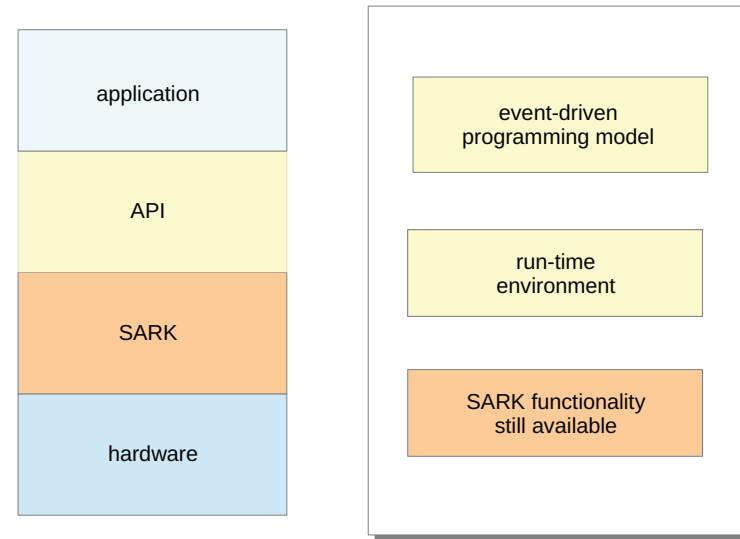 application
API
SARK
hardware
event-driven
programming model
run-time
environment
SARK functionality
still available